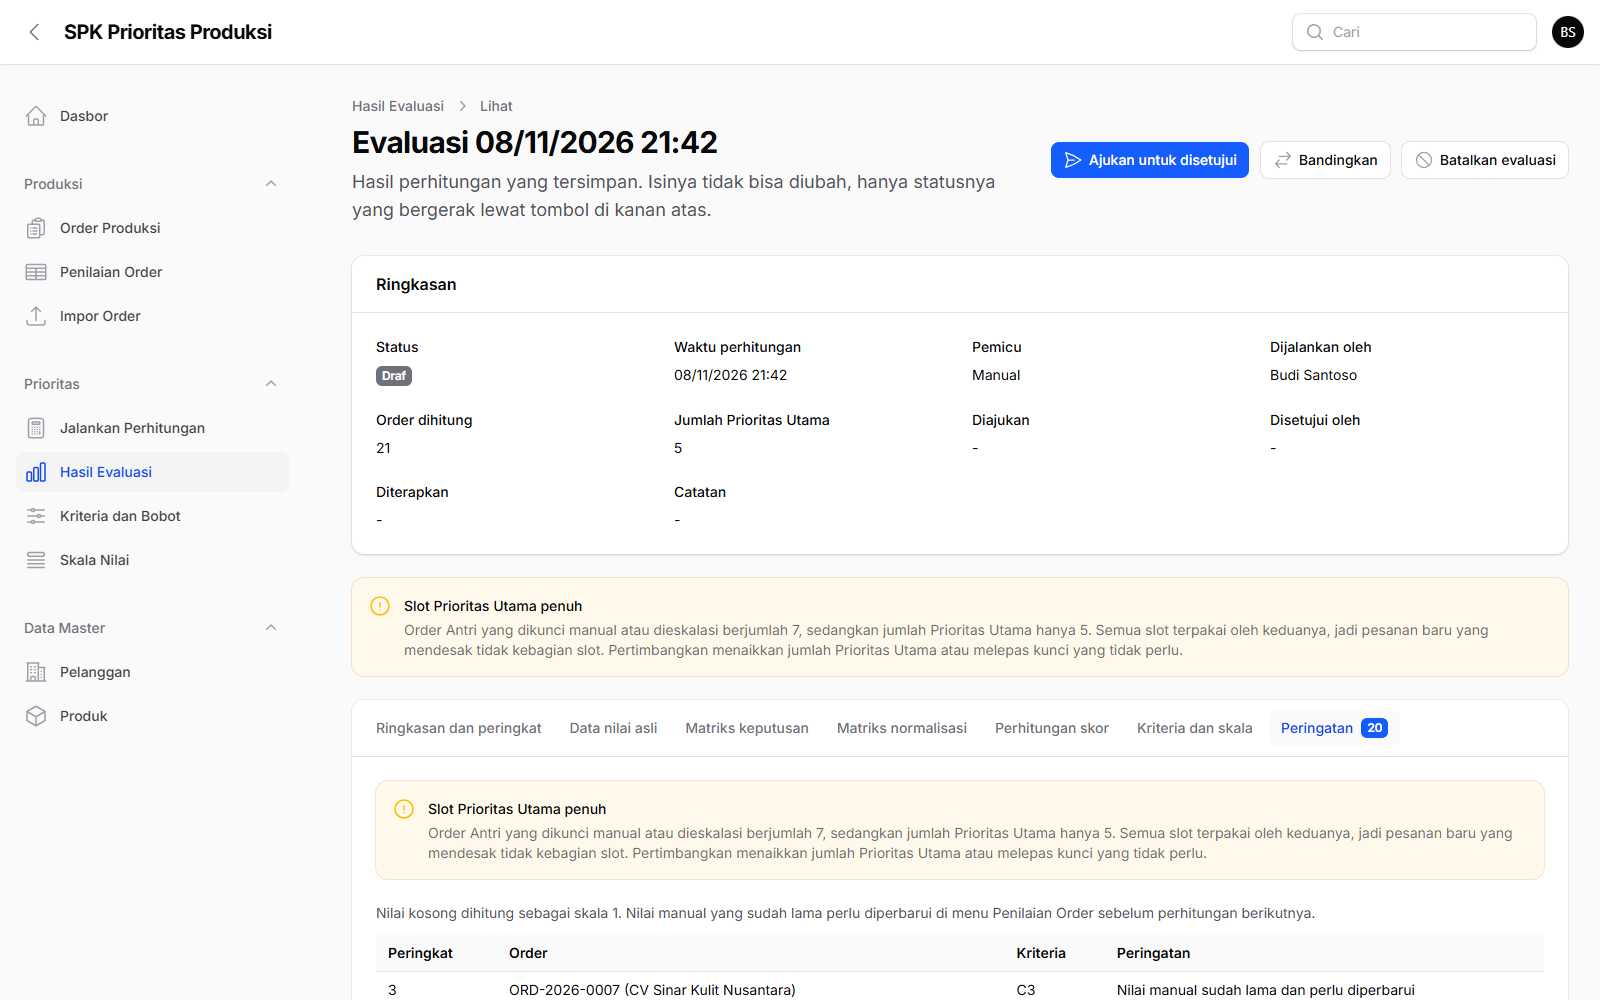 SPK Prioritas Produksi
Cari
BS
Dasbor
Produksi
Order Produksi
Penilaian Order
Impor Order
Prioritas
Jalankan Perhitungan
Hasil Evaluasi
Kriteria dan Bobot
Skala Nilai
Data Master
Pelanggan
Produk
Hasil Evaluasi > Lihat
Evaluasi 08/11/2026 21:42
Hasil perhitungan yang tersimpan. Isinya tidak bisa diubah, hanya statusnya
yang bergerak lewat tombol di kanan atas.
Ajukan untuk disetujui
Bandingkan
Batalkan evaluasi
Ringkasan
Status Waktu perhitungan Pemicu Dijalankan oleh
Draf 08/11/2026 21:42 Manual Budi Santoso
Order dihitung Jumlah Prioritas Utama Diajukan Disetujui oleh
21 5 - -
Diterapkan Catatan
- -
Slot Prioritas Utama penuh
Order Antri yang dikunci manual atau dieskalasi berjumlah 7, sedangkan jumlah Prioritas Utama hanya 5. Semua slot terpakai oleh keduanya, jadi pesanan baru yang
mendesak tidak kebagian slot. Pertimbangkan menaikkan jumlah Prioritas Utama atau melepas kunci yang tidak perlu.
Ringkasan dan peringkat Data nilai asli Matriks keputusan Matriks normalisasi Perhitungan skor Kriteria dan skala Peringatan 20
Slot Prioritas Utama penuh
Order Antri yang dikunci manual atau dieskalasi berjumlah 7, sedangkan jumlah Prioritas Utama hanya 5. Semua slot terpakai oleh keduanya, jadi pesanan baru yang
mendesak tidak kebagian slot. Pertimbangkan menaikkan jumlah Prioritas Utama atau melepas kunci yang tidak perlu.
Nilai kosong dihitung sebagai skala 1. Nilai manual yang sudah lama perlu diperbarui di menu Penilaian Order sebelum perhitungan berikutnya.
Peringkat Order Kriteria Peringatan
3 ORD-2026-0007 (CV Sinar Kulit Nusantara) C3 Nilai manual sudah lama dan perlu diperbarui